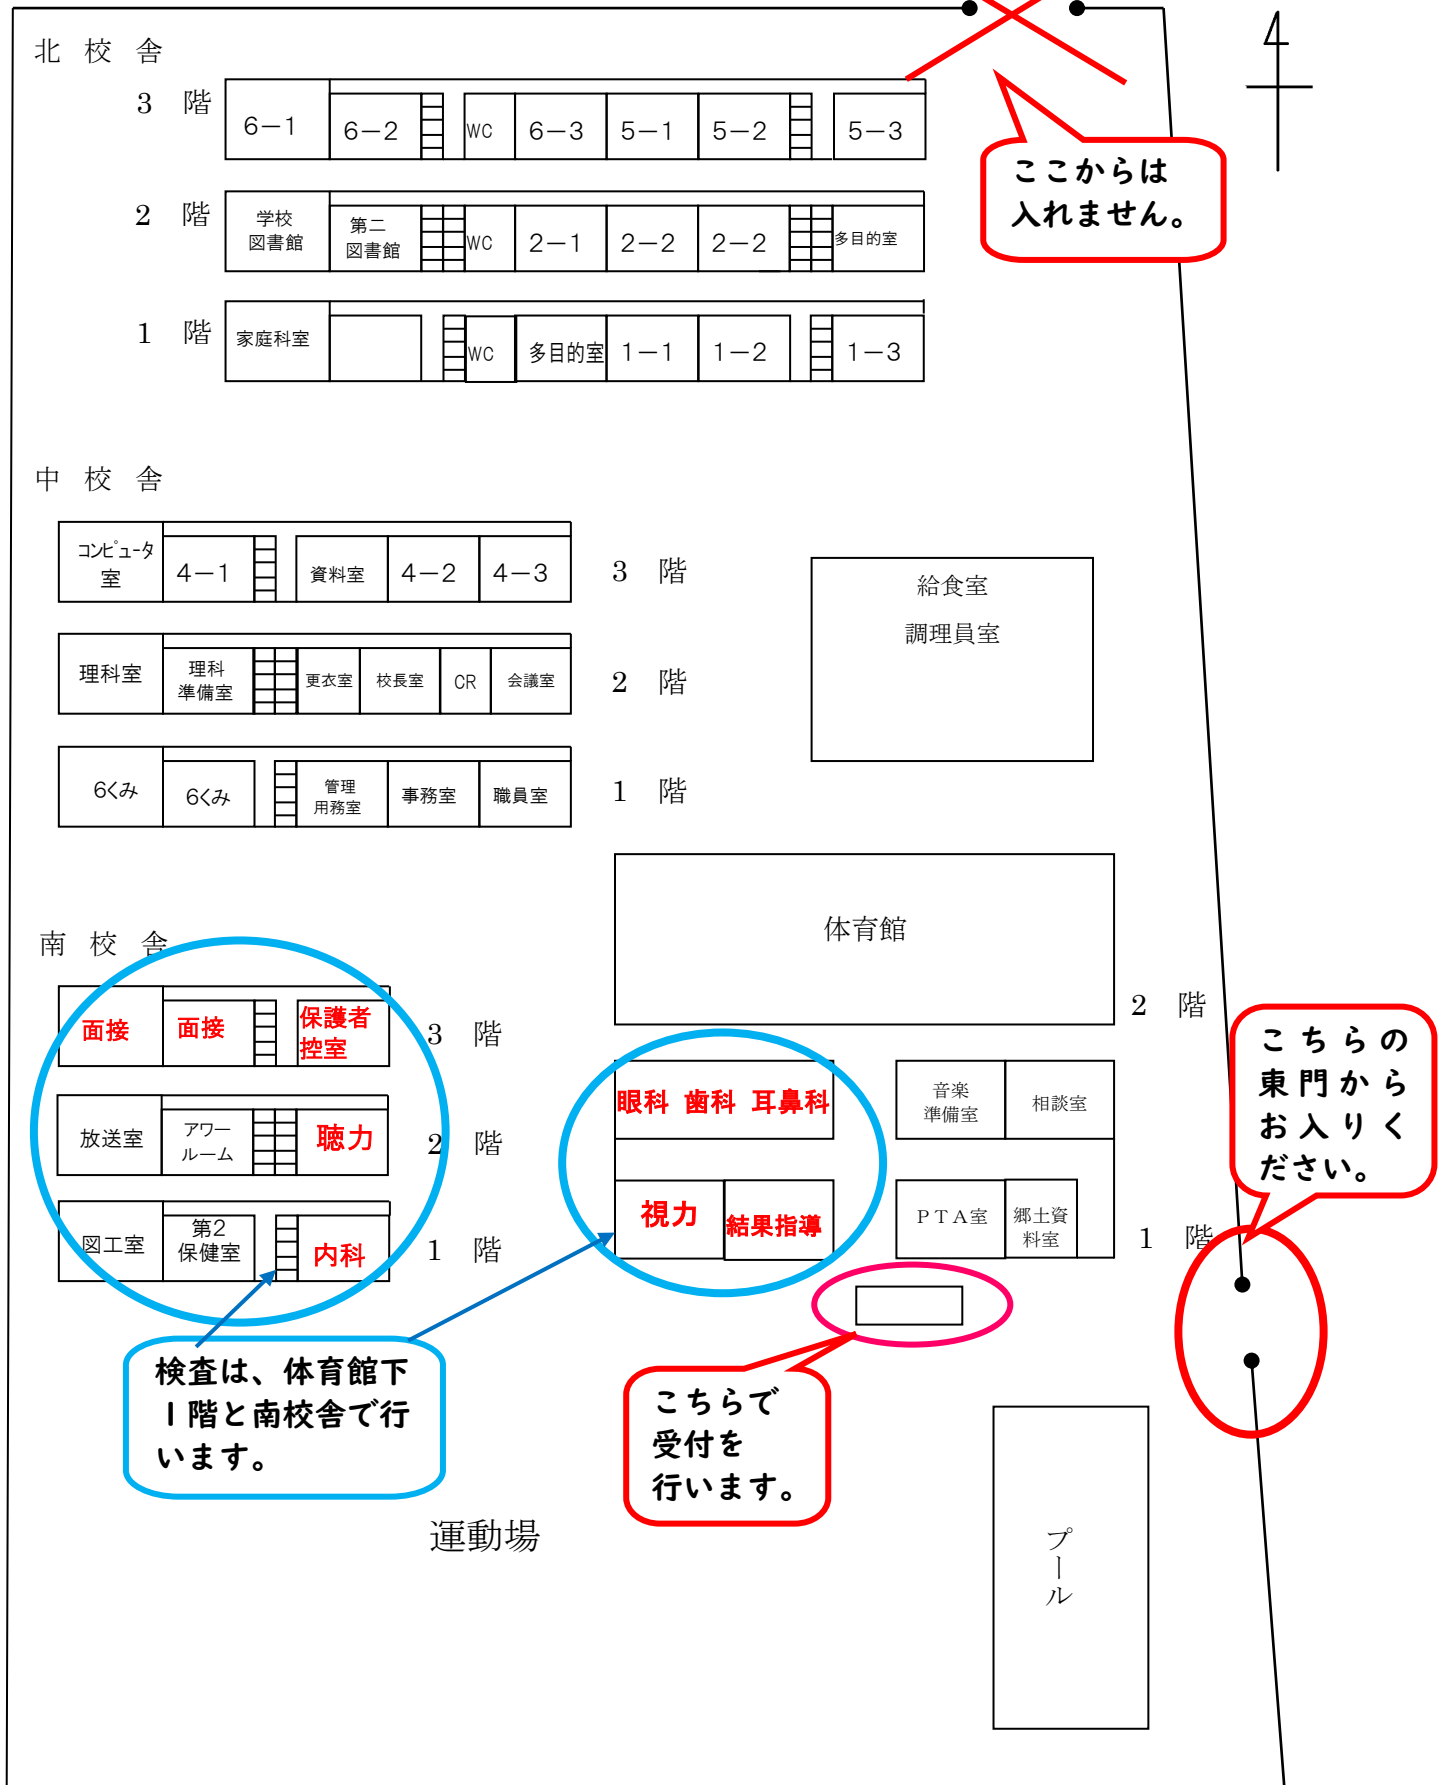 北 校 舎
3 階
6－1
6－2
WC
6－3
5－1
5－2
5－3
4
ここからは
入れません。
2 階
学校
図書館
第二
図書館
WC
2－1
2－2
2－2
多目的室
1 階
家庭科室
WC
多目的室
1－1
1－2
1－3
中 校 舎
コンピュータ
室
4－1
資料室
4－2
4－3
3 階
給食室
調理員室
理科室
理科
準備室
更衣室
校長室
CR
会議室
2 階
6くみ
6くみ
管理
用務室
事務室
職員室
1 階
体育館
2 階
南 校 舎
面接
面接
保護者
控室
3 階
放送室
アワー
ルーム
聴力
2 階
図工室
第2
保健室
内科
1 階
眼科 歯科 耳鼻科
音楽
準備室
相談室
視力
結果指導
ＰＴＡ室
郷土資
料室
1 階
こちらの
東門から
お入りく
ださい。
検査は、体育館下
1階と南校舎で行
います。
こちらで
受付を
行います。
運動場
プール